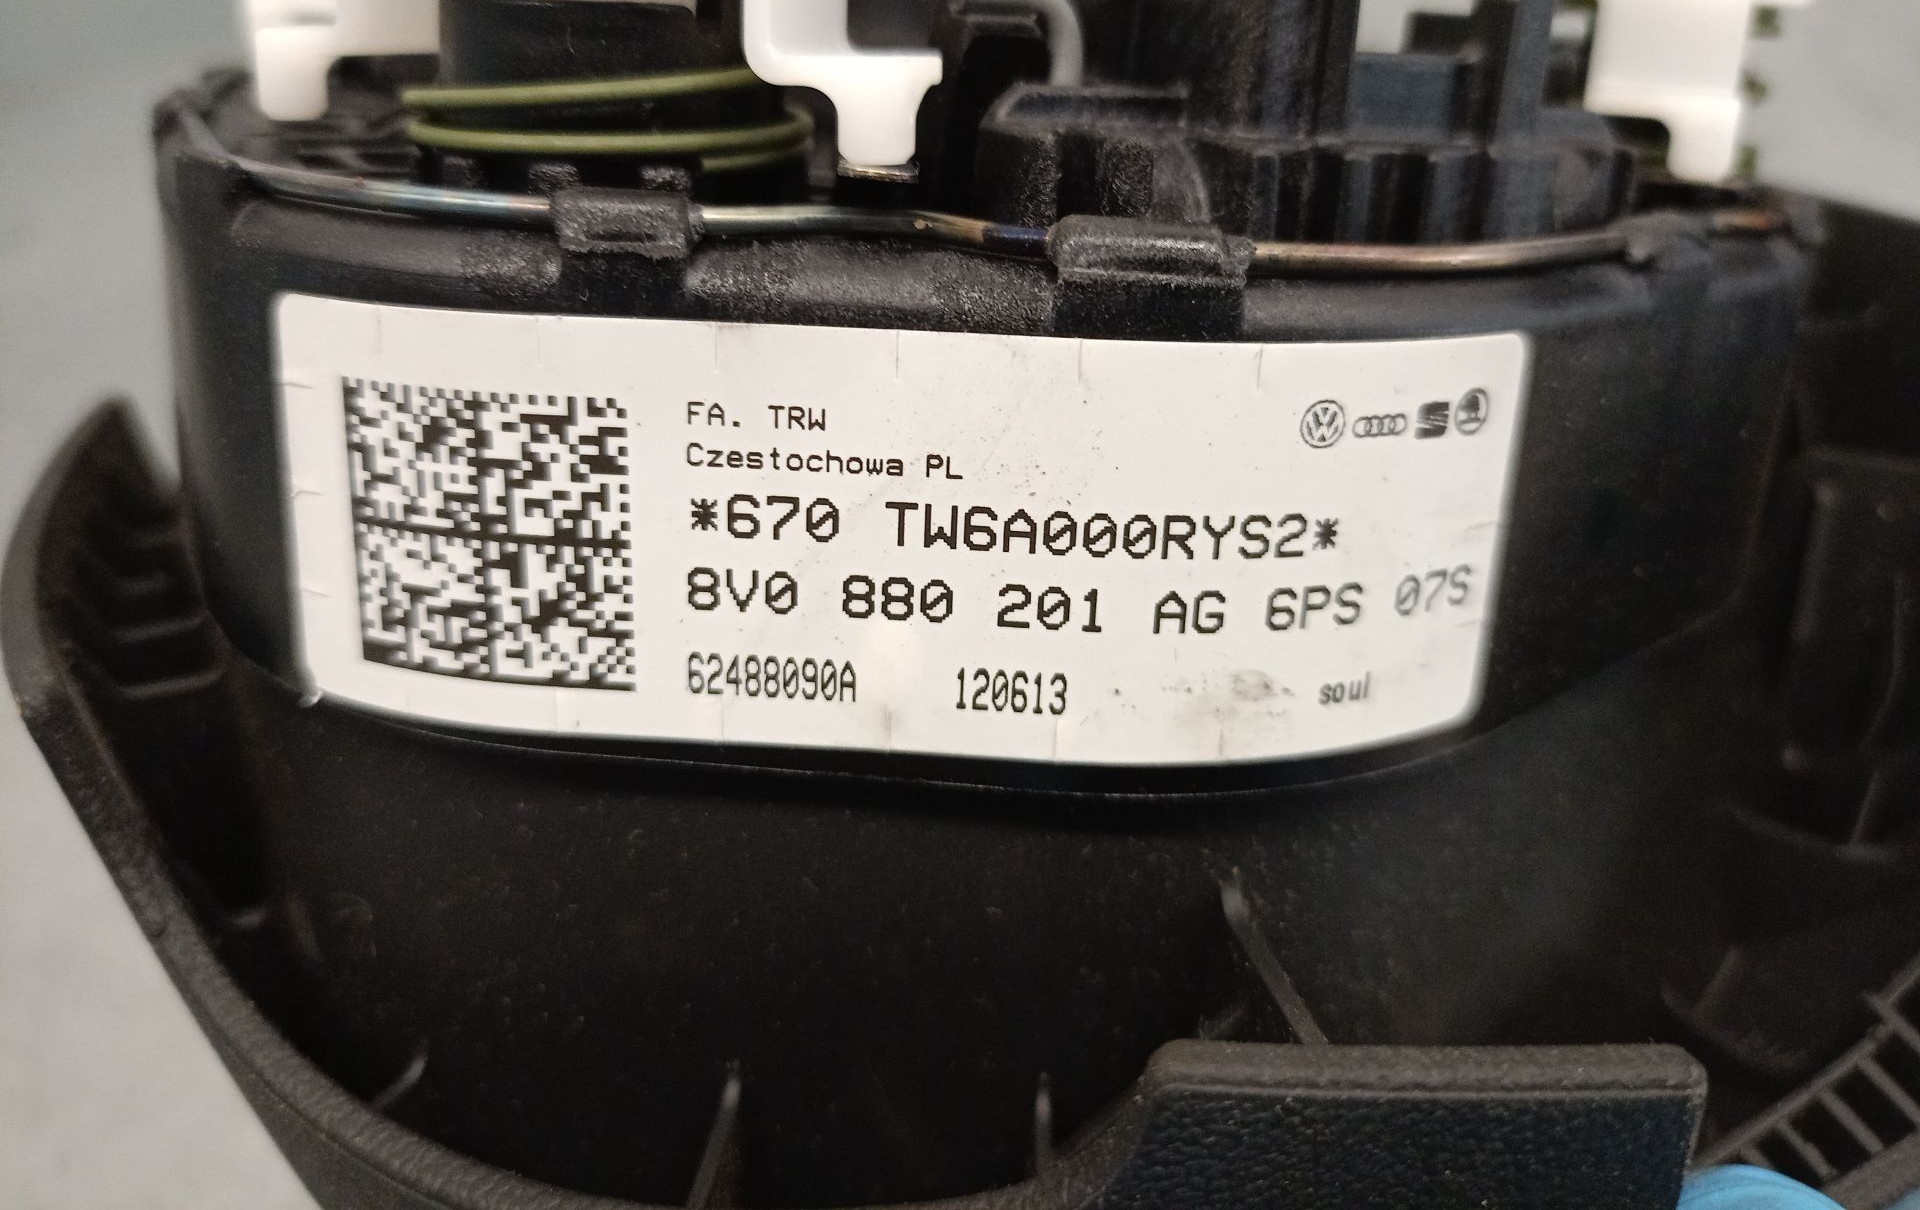 FA. TRW
Czestochowa PL
*670 TW6A000RYS2*
8V0 880 201 AG 6PS 07S
62488090A 120613 soul